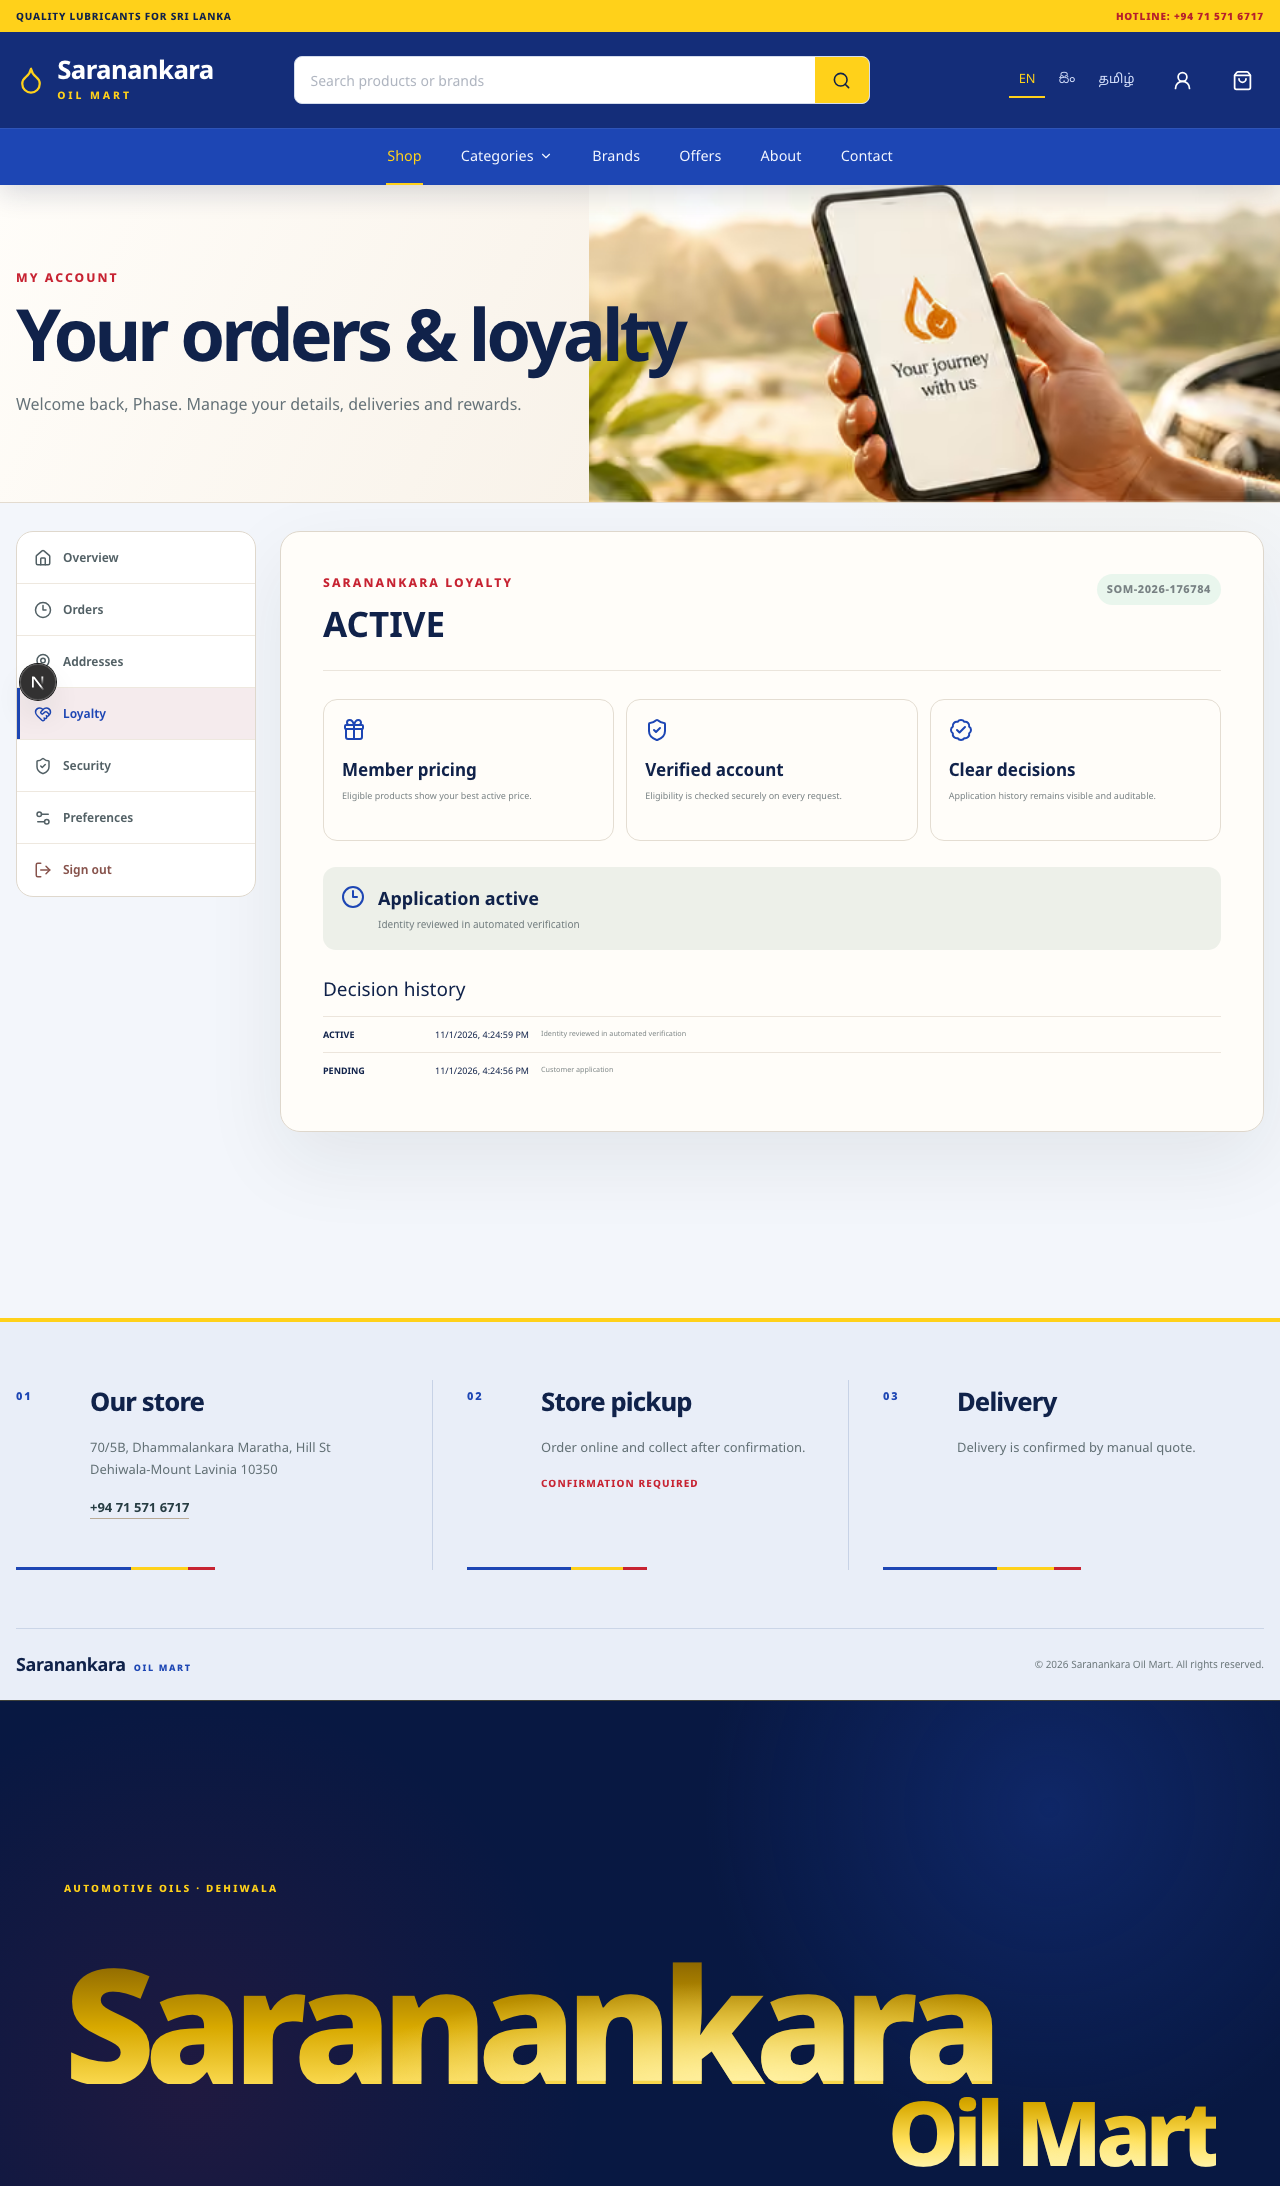 QUALITY LUBRICANTS FOR SRI LANKA
HOTLINE: +94 71 571 6717
Saranankara
OIL MART
Search products or brands
EN
සිං
தமிழ்
Shop
Categories
Brands
Offers
About
Contact
MY ACCOUNT
Your orders & loyalty
Welcome back, Phase. Manage your details, deliveries and rewards.
Your journey
with us
Overview
Orders
Addresses
N
Loyalty
Security
Preferences
Sign out
SARANANKARA LOYALTY
SOM-2026-176784
ACTIVE
Member pricing
Eligible products show your best active price.
Verified account
Eligibility is checked securely on every request.
Clear decisions
Application history remains visible and auditable.
Application active
Identity reviewed in automated verification
Decision history
ACTIVE 11/1/2026, 4:24:59 PM Identity reviewed in automated verification
PENDING 11/1/2026, 4:24:56 PM Customer application
01
Our store
70/5B, Dhammalankara Maratha, Hill St
Dehiwala-Mount Lavinia 10350
+94 71 571 6717
02
Store pickup
Order online and collect after confirmation.
CONFIRMATION REQUIRED
03
Delivery
Delivery is confirmed by manual quote.
Saranankara OIL MART
© 2026 Saranankara Oil Mart. All rights reserved.
AUTOMOTIVE OILS · DEHIWALA
Saranankara
Oil Mart